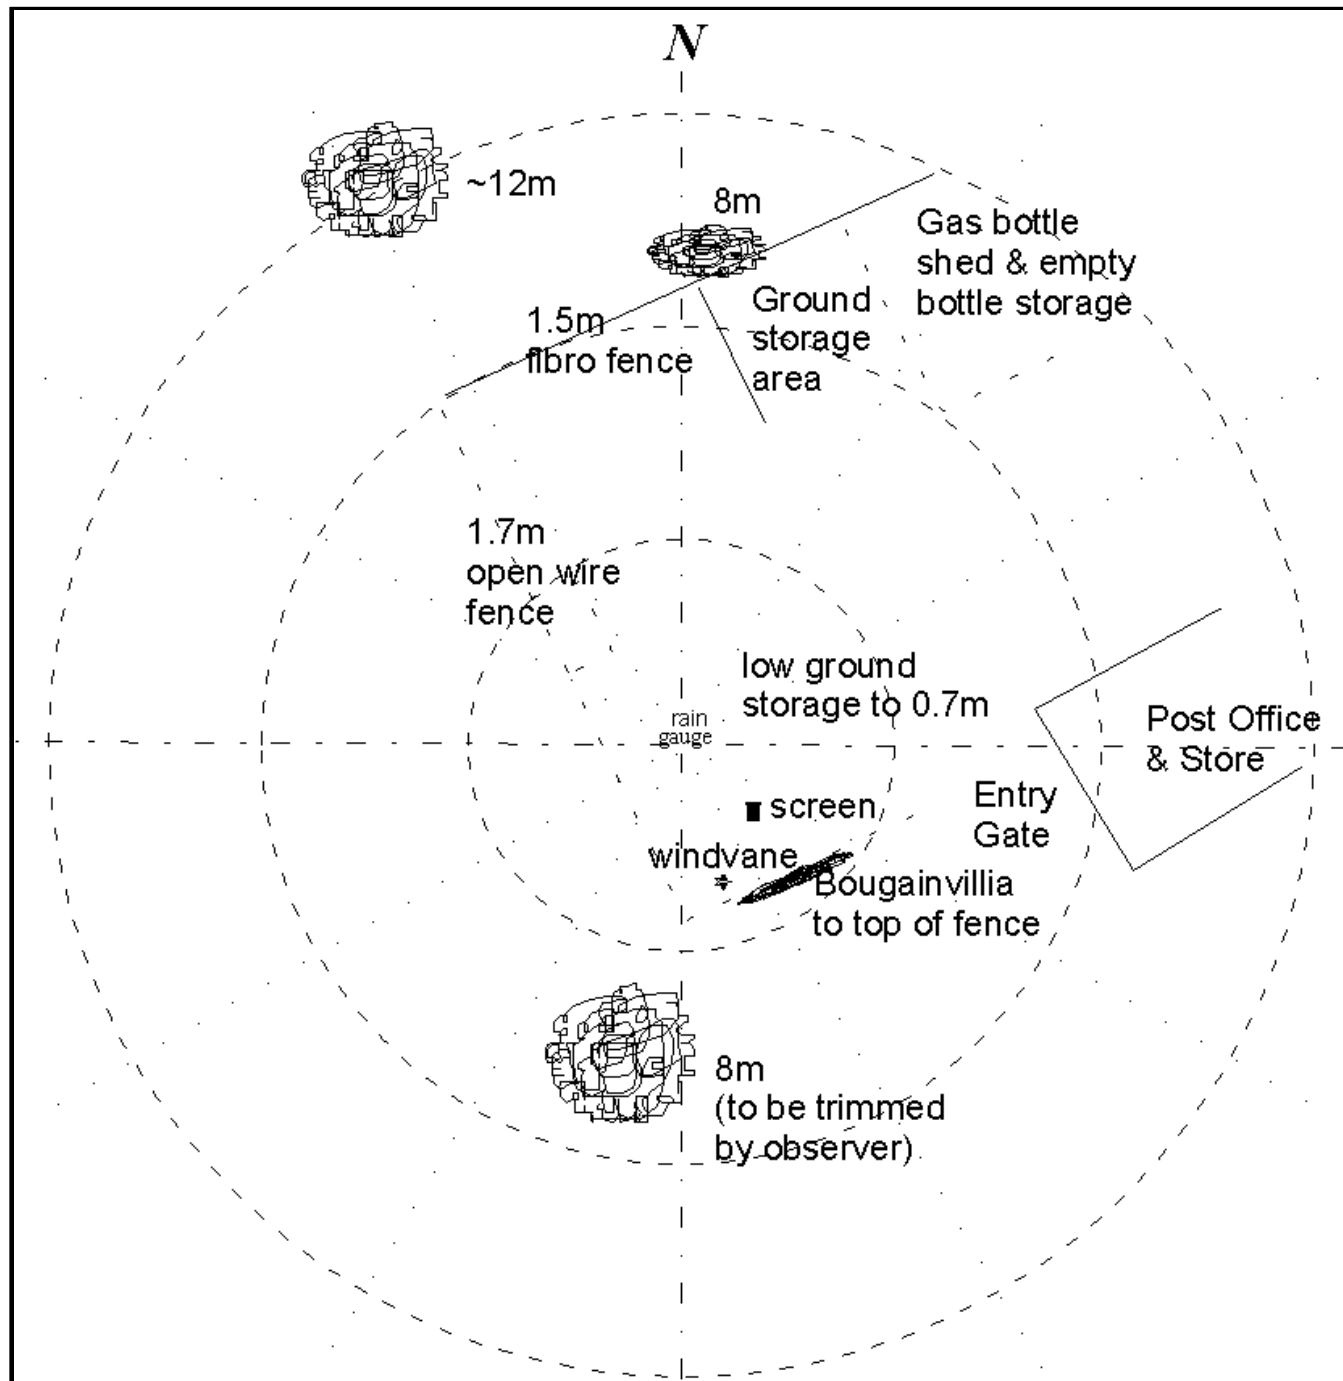 N
~12m
8m
Gas bottle
shed & empty
bottle storage
Ground
storage
area
1.5m
fibro fence
1.7m
open wire
fence
low ground
storage to 0.7m
rain
gauge
Post Office
& Store
screen
Entry
Gate
windvane
Bougainvillia
to top of fence
8m
(to be trimmed
by observer)